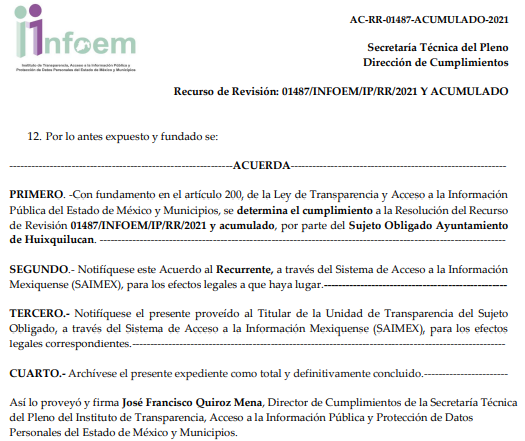 infoem
Instituto de Transparencia, Acceso a la Información Pública y
Protección de Datos Personales del Estado de México y Municipios
AC-RR-01487-ACUMULADO-2021
Secretaría Técnica del Pleno
Dirección de Cumplimientos
Recurso de Revisión: 01487/INFOEM/IP/RR/2021 Y ACUMULADO
12. Por lo antes expuesto y fundado se:
------------------------------------------------------------ACUERDA------------------------------------------------------------
PRIMERO. -Con fundamento en el artículo 200, de la Ley de Transparencia y Acceso a la Información
Pública del Estado de México y Municipios, se determina el cumplimiento a la Resolución del Recurso
de Revisión 01487/INFOEM/IP/RR/2021 y acumulado, por parte del Sujeto Obligado Ayuntamiento
de Huixquilucan. ------------------------------------------------------------
SEGUNDO.- Notifíquese este Acuerdo al Recurrente, a través del Sistema de Acceso a la Información
Mexiquense (SAIMEX), para los efectos legales a que haya lugar.--------------------------------------------------
TERCERO.- Notifíquese el presente proveído al Titular de la Unidad de Transparencia del Sujeto
Obligado, a través del Sistema de Acceso a la Información Mexiquense (SAIMEX), para los efectos
legales correspondientes.------------------------------------------------------------
CUARTO.- Archívese el presente expediente como total y definitivamente concluido.-----------------------
Así lo proveyó y firma José Francisco Quiroz Mena, Director de Cumplimientos de la Secretaría Técnica
del Pleno del Instituto de Transparencia, Acceso a la Información Pública y Protección de Datos
Personales del Estado de México y Municipios.